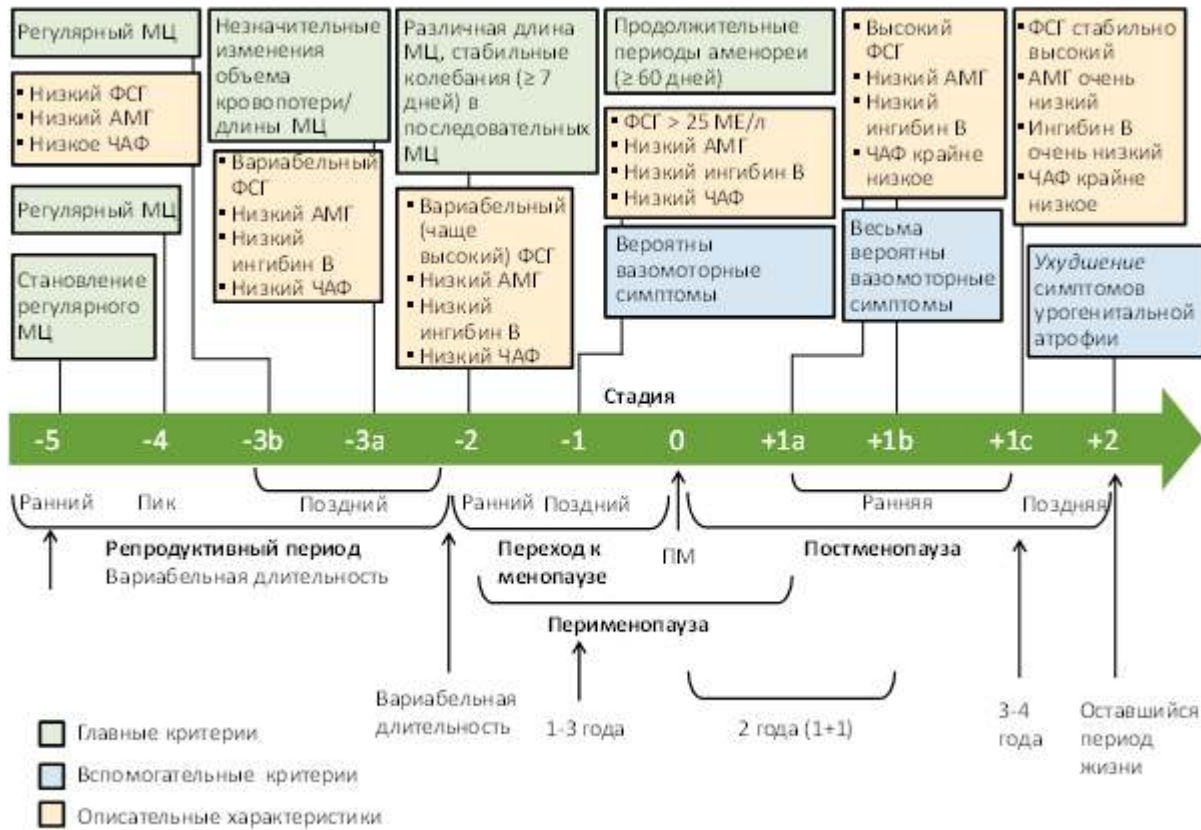 Регулярный МЦ
▪ Низкий ФСГ
▪ Низкий АМГ
▪ Низкое ЧАФ
Регулярный МЦ
Становление
регулярного
МЦ
Незначительные
изменения
объема
кровопотери/
длины МЦ
▪ Вариабельный
ФСГ
▪ Низкий АМГ
▪ Низкий
ингибин В
▪ Низкий ЧАФ
Различная длина
МЦ, стабильные
колебания (≥ 7
дней) в
последовательных
МЦ
▪ Вариабельный
(чаще
высокий) ФСГ
▪ Низкий АМГ
▪ Низкий
ингибин В
▪ Низкий ЧАФ
Продолжительные
периоды аменореи
(≥ 60 дней)
▪ ФСГ > 25 МЕ/л
▪ Низкий АМГ
▪ Низкий ингибин В
▪ Низкий ЧАФ
Вероятны
вазомоторные
симптомы
▪ Высокий
ФСГ
▪ Низкий АМГ
▪ Низкий
ингибин В
▪ ЧАФ крайне
низкое
Весьма
вероятны
вазомоторные
симптомы
▪ ФСГ стабильно
высокий
▪ АМГ очень
низкий
▪ Ингибин В
очень низкий
▪ ЧАФ крайне
низкое
Ухудшение
симптомов
урогенитальной
атрофии
Стадия
-5 -4 -3b -3a -2 -1 0 +1a +1b +1c +2
Ранний Пик Поздний Ранний Поздний Ранняя Поздняя
Репродуктивный период
Вариабельная длительность
Переход к
менопаузе
ПМ
Постменопауза
Перименопауза
Вариабельная
длительность
1-3 года
2 года (1+1)
3-4
года
Оставшийся
период
жизни
Главные критерии
Вспомогательные критерии
Описательные характеристики